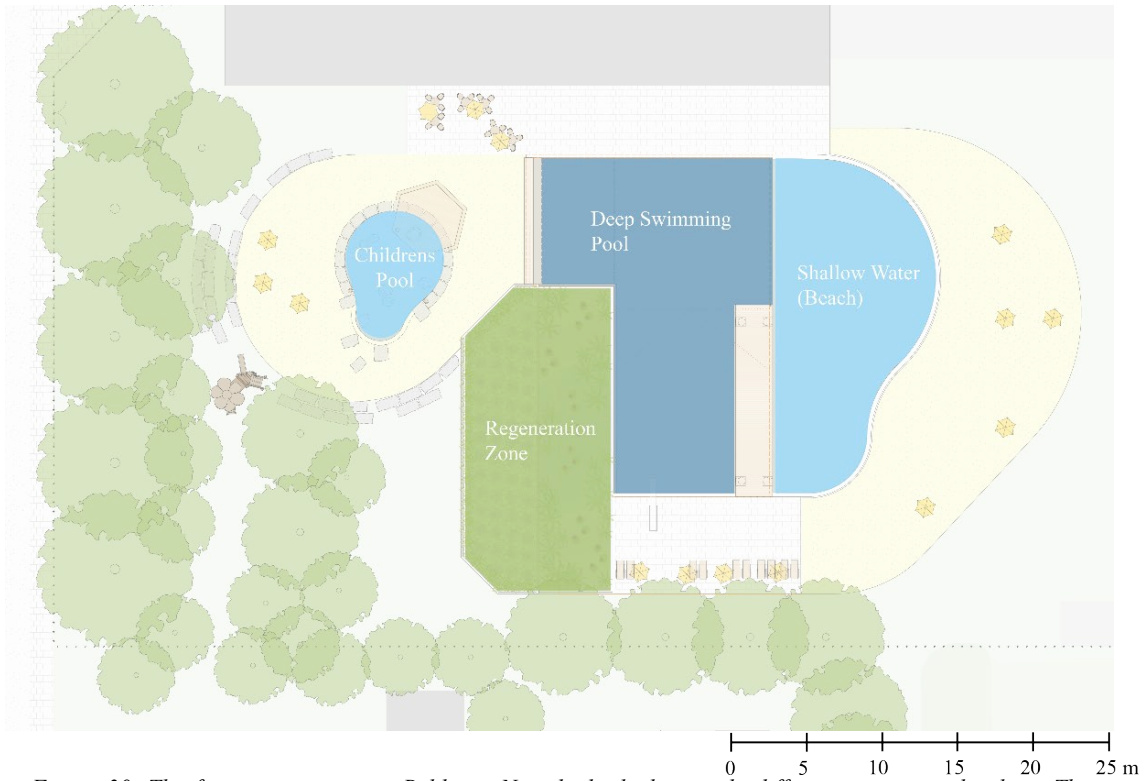 Deep Swimming
Pool
Childrens
Pool
Shallow Water
(Beach)
Regeneration
Zone
0 5 10 15 20 25 m